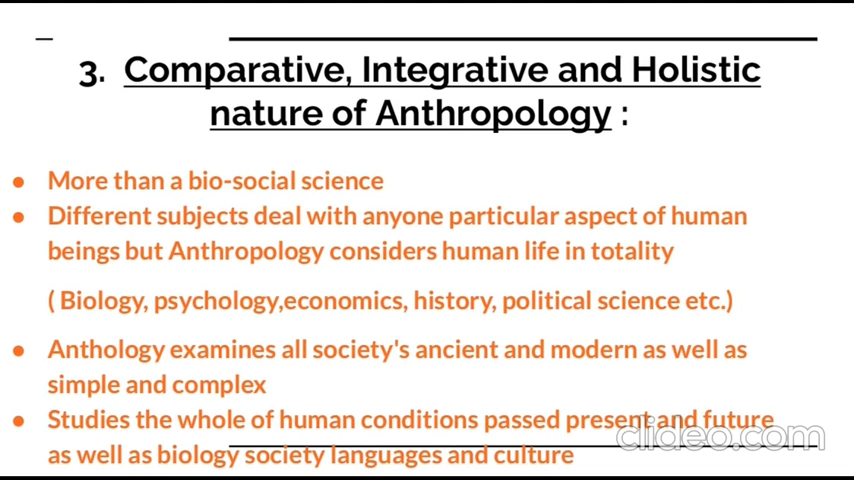 3. Comparative, Integrative and Holistic
nature of Anthropology :
● More than a bio-social science
● Different subjects deal with anyone particular aspect of human
beings but Anthropology considers human life in totality
( Biology, psychology,economics, history, political science etc.)
● Anthology examines all society's ancient and modern as well as
simple and complex
● Studies the whole of human conditions passed present and future
as well as biology society languages and culture
clideo.com